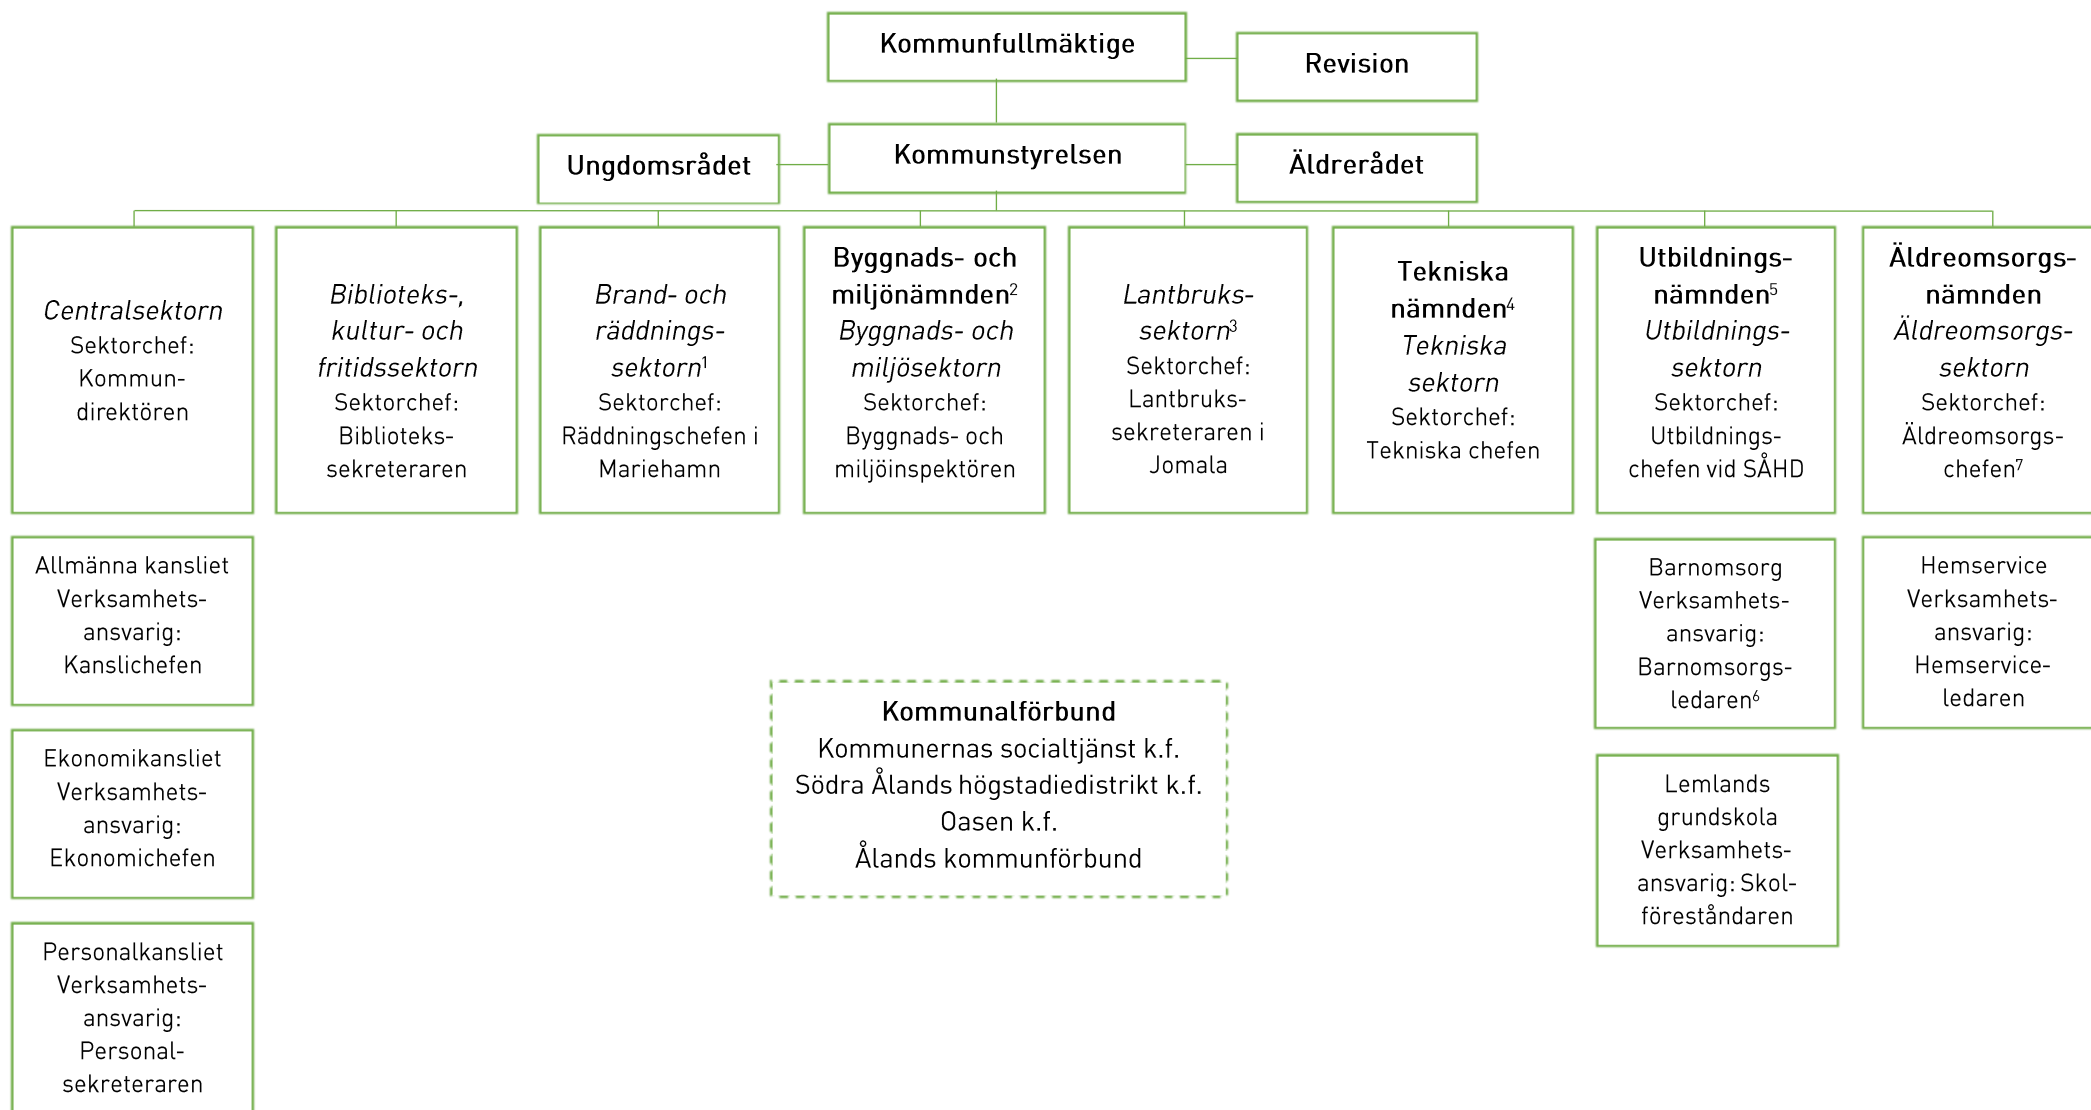 Kommunfullmäktige
Revision
Ungdomsrådet
Kommunstyrelsen
Äldrerådet
Centralsektorn
Sektorchef:
Kommun-
direktören
Biblioteks-,
kultur- och
fritidssektorn
Sektorchef:
Biblioteks-
sekreteraren
Brand- och
räddnings-
sektorn¹
Sektorchef:
Räddningschefen i
Mariehamn
Byggnads- och
miljönämnden²
Byggnads- och
miljösektorn
Sektorchef:
Byggnads- och
miljöinspektören
Lantbruks-
sektorn³
Sektorchef:
Lantbruks-
sekreteraren i
Jomala
Tekniska
nämnden⁴
Tekniska
sektorn
Sektorchef:
Tekniska chefen
Utbildnings-
nämnden⁵
Utbildnings-
sektorn
Sektorchef:
Utbildnings-
chefen vid SÅHD
Äldreomsorgs-
nämnden
Äldreomsorgs-
sektorn
Sektorchef:
Äldreomsorgs-
chefen⁷
Allmänna kansliet
Verksamhets-
ansvarig:
Kanslichefen
Ekonomikansliet
Verksamhets-
ansvarig:
Ekonomichefen
Personalkansliet
Verksamhets-
ansvarig:
Personal-
sekreteraren
Kommunalförbund
Kommunernas socialtjänst k.f.
Södra Ålands högstadiedistrikt k.f.
Oasen k.f.
Ålands kommunförbund
Barnomsorg
Verksamhets-
ansvarig:
Barnomsorgs-
ledaren⁶
Lemlands
grundskola
Verksamhets-
ansvarig: Skol-
föreståndaren
Hemservice
Verksamhets-
ansvarig:
Hemservice-
ledaren